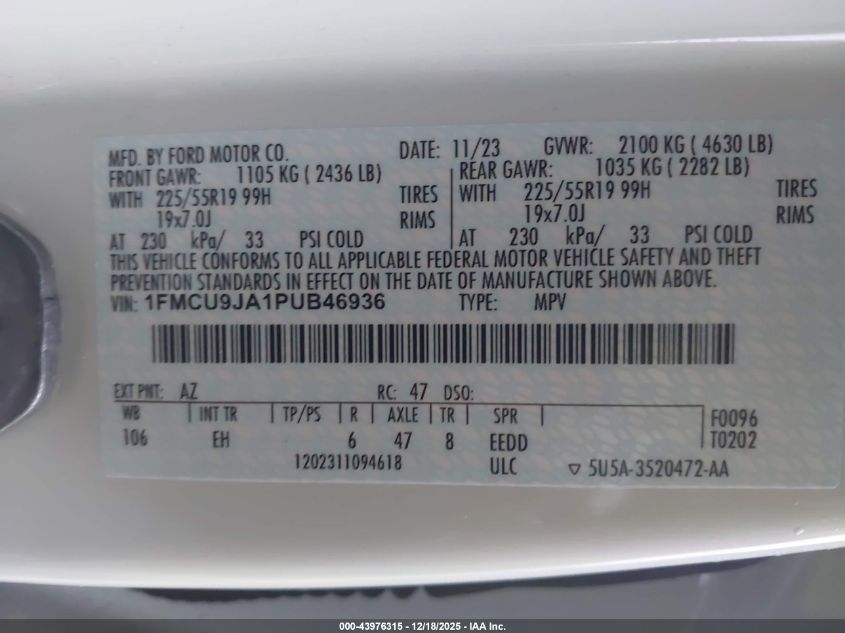 MFD. BY FORD MOTOR CO. DATE: 11/23 GVWR: 2100 KG ( 4630 LB)
FRONT GAWR: 1105 KG ( 2436 LB) REAR GAWR: 1035 KG ( 2282 LB)
WITH 225/55R19 99H TIRES WITH 225/55R19 99H TIRES
19x7.0J RIMS 19x7.0J RIMS
AT 230 kPa/ 33 PSI COLD AT 230 kPa/ 33 PSI COLD
THIS VEHICLE CONFORMS TO ALL APPLICABLE FEDERAL MOTOR VEHICLE SAFETY AND THEFT
PREVENTION STANDARDS IN EFFECT ON THE DATE OF MANUFACTURE SHOWN ABOVE.
VIN: 1FMCU9JA1PUB46936 TYPE: MPV
EXT PNT: AZ RC: 47 DSO:
WB INT TR TP/PS R AXLE TR SPR F0096
106 EH 6 47 8 EEDD T0202
1202311094618 ULC 5U5A-3520472-AA
000-43976315 - 12/18/2025 - IAA Inc.